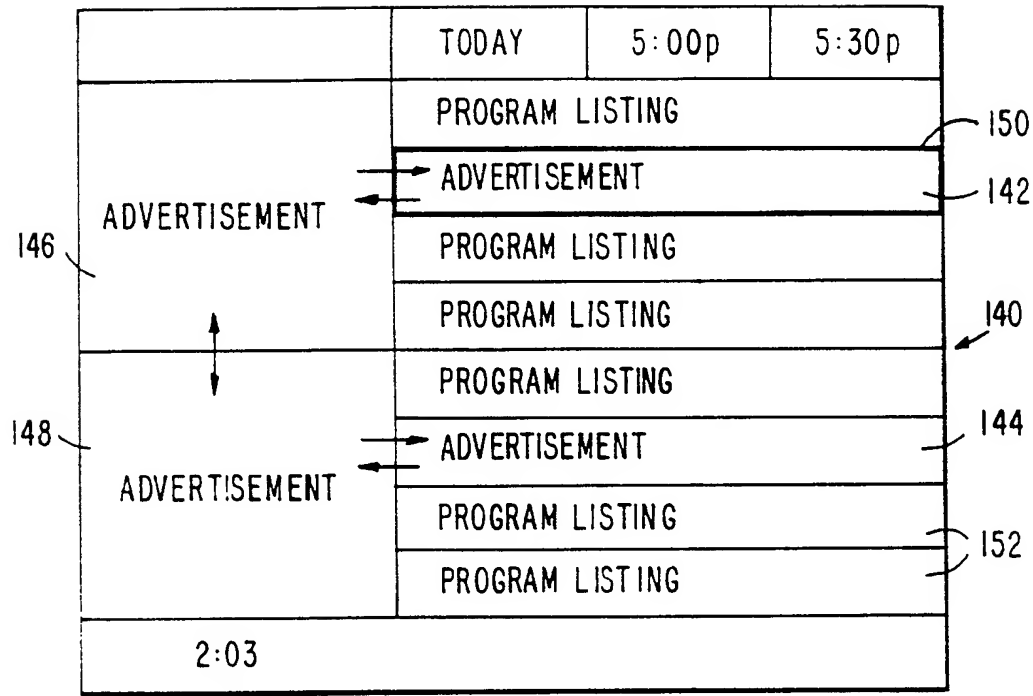 TODAY 5:00p 5:30p
PROGRAM LISTING
150
ADVERTISEMENT
142
ADVERTISEMENT
146
PROGRAM LISTING
PROGRAM LISTING
140
PROGRAM LISTING
148
ADVERTISEMENT
144
ADVERTISEMENT
PROGRAM LISTING
152
PROGRAM LISTING
2:03